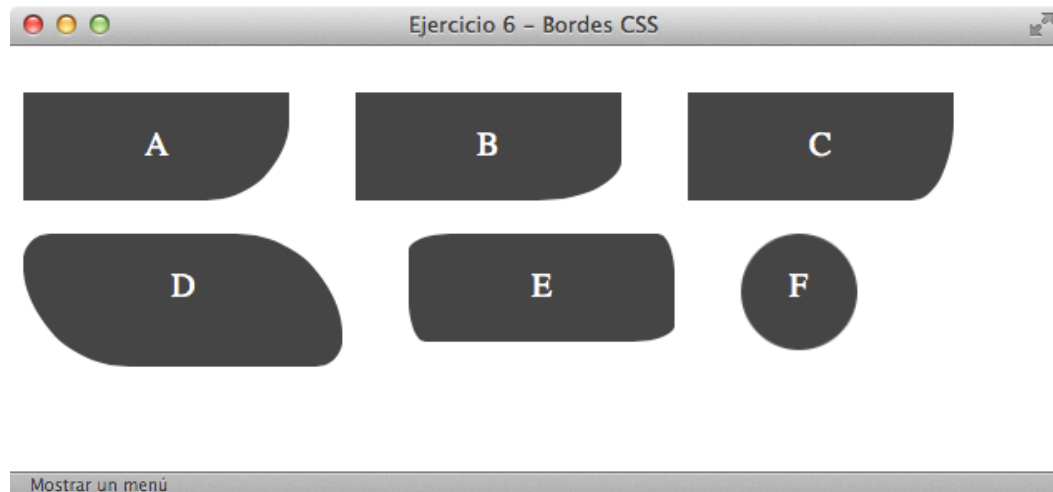 Ejercicio 6 – Bordes CSS
A B C
D E F
Mostrar un menú